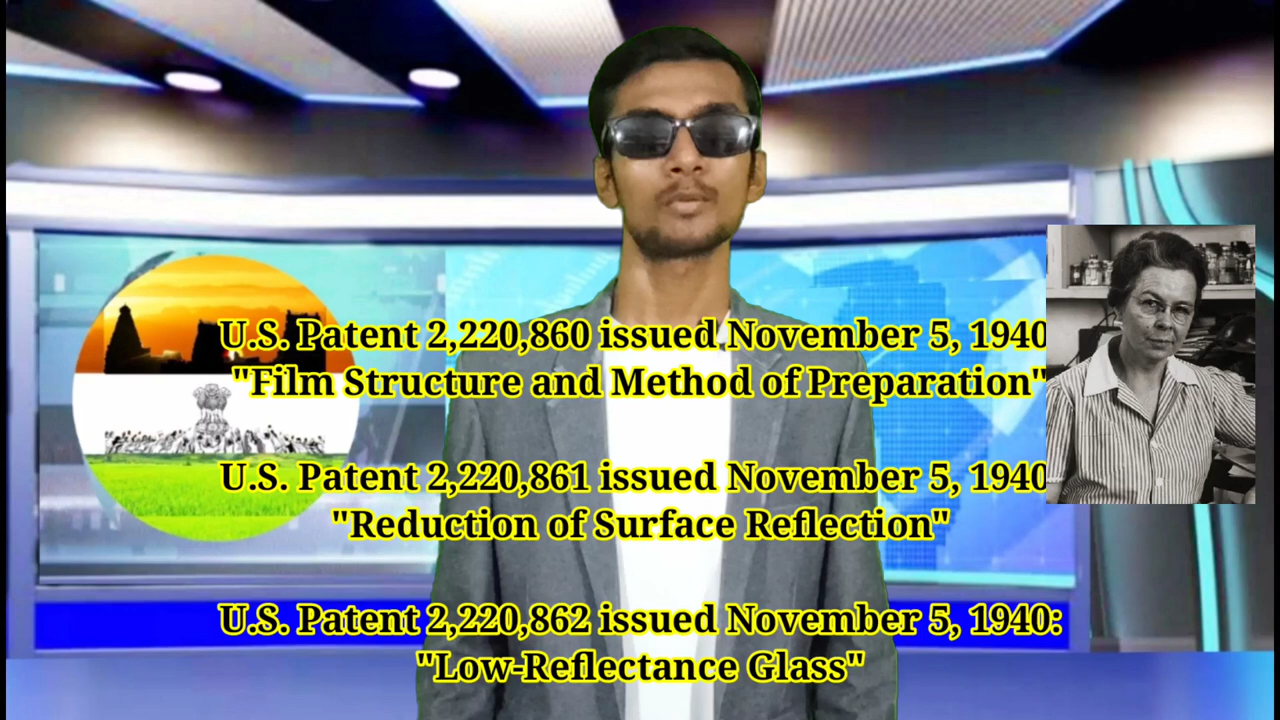 U.S. Patent 2,220,860 issued November 5, 1940
"Film Structure and Method of Preparation"
U.S. Patent 2,220,861 issued November 5, 1940
"Reduction of Surface Reflection"
U.S. Patent 2,220,862 issued November 5, 1940:
"Low-Reflectance Glass"